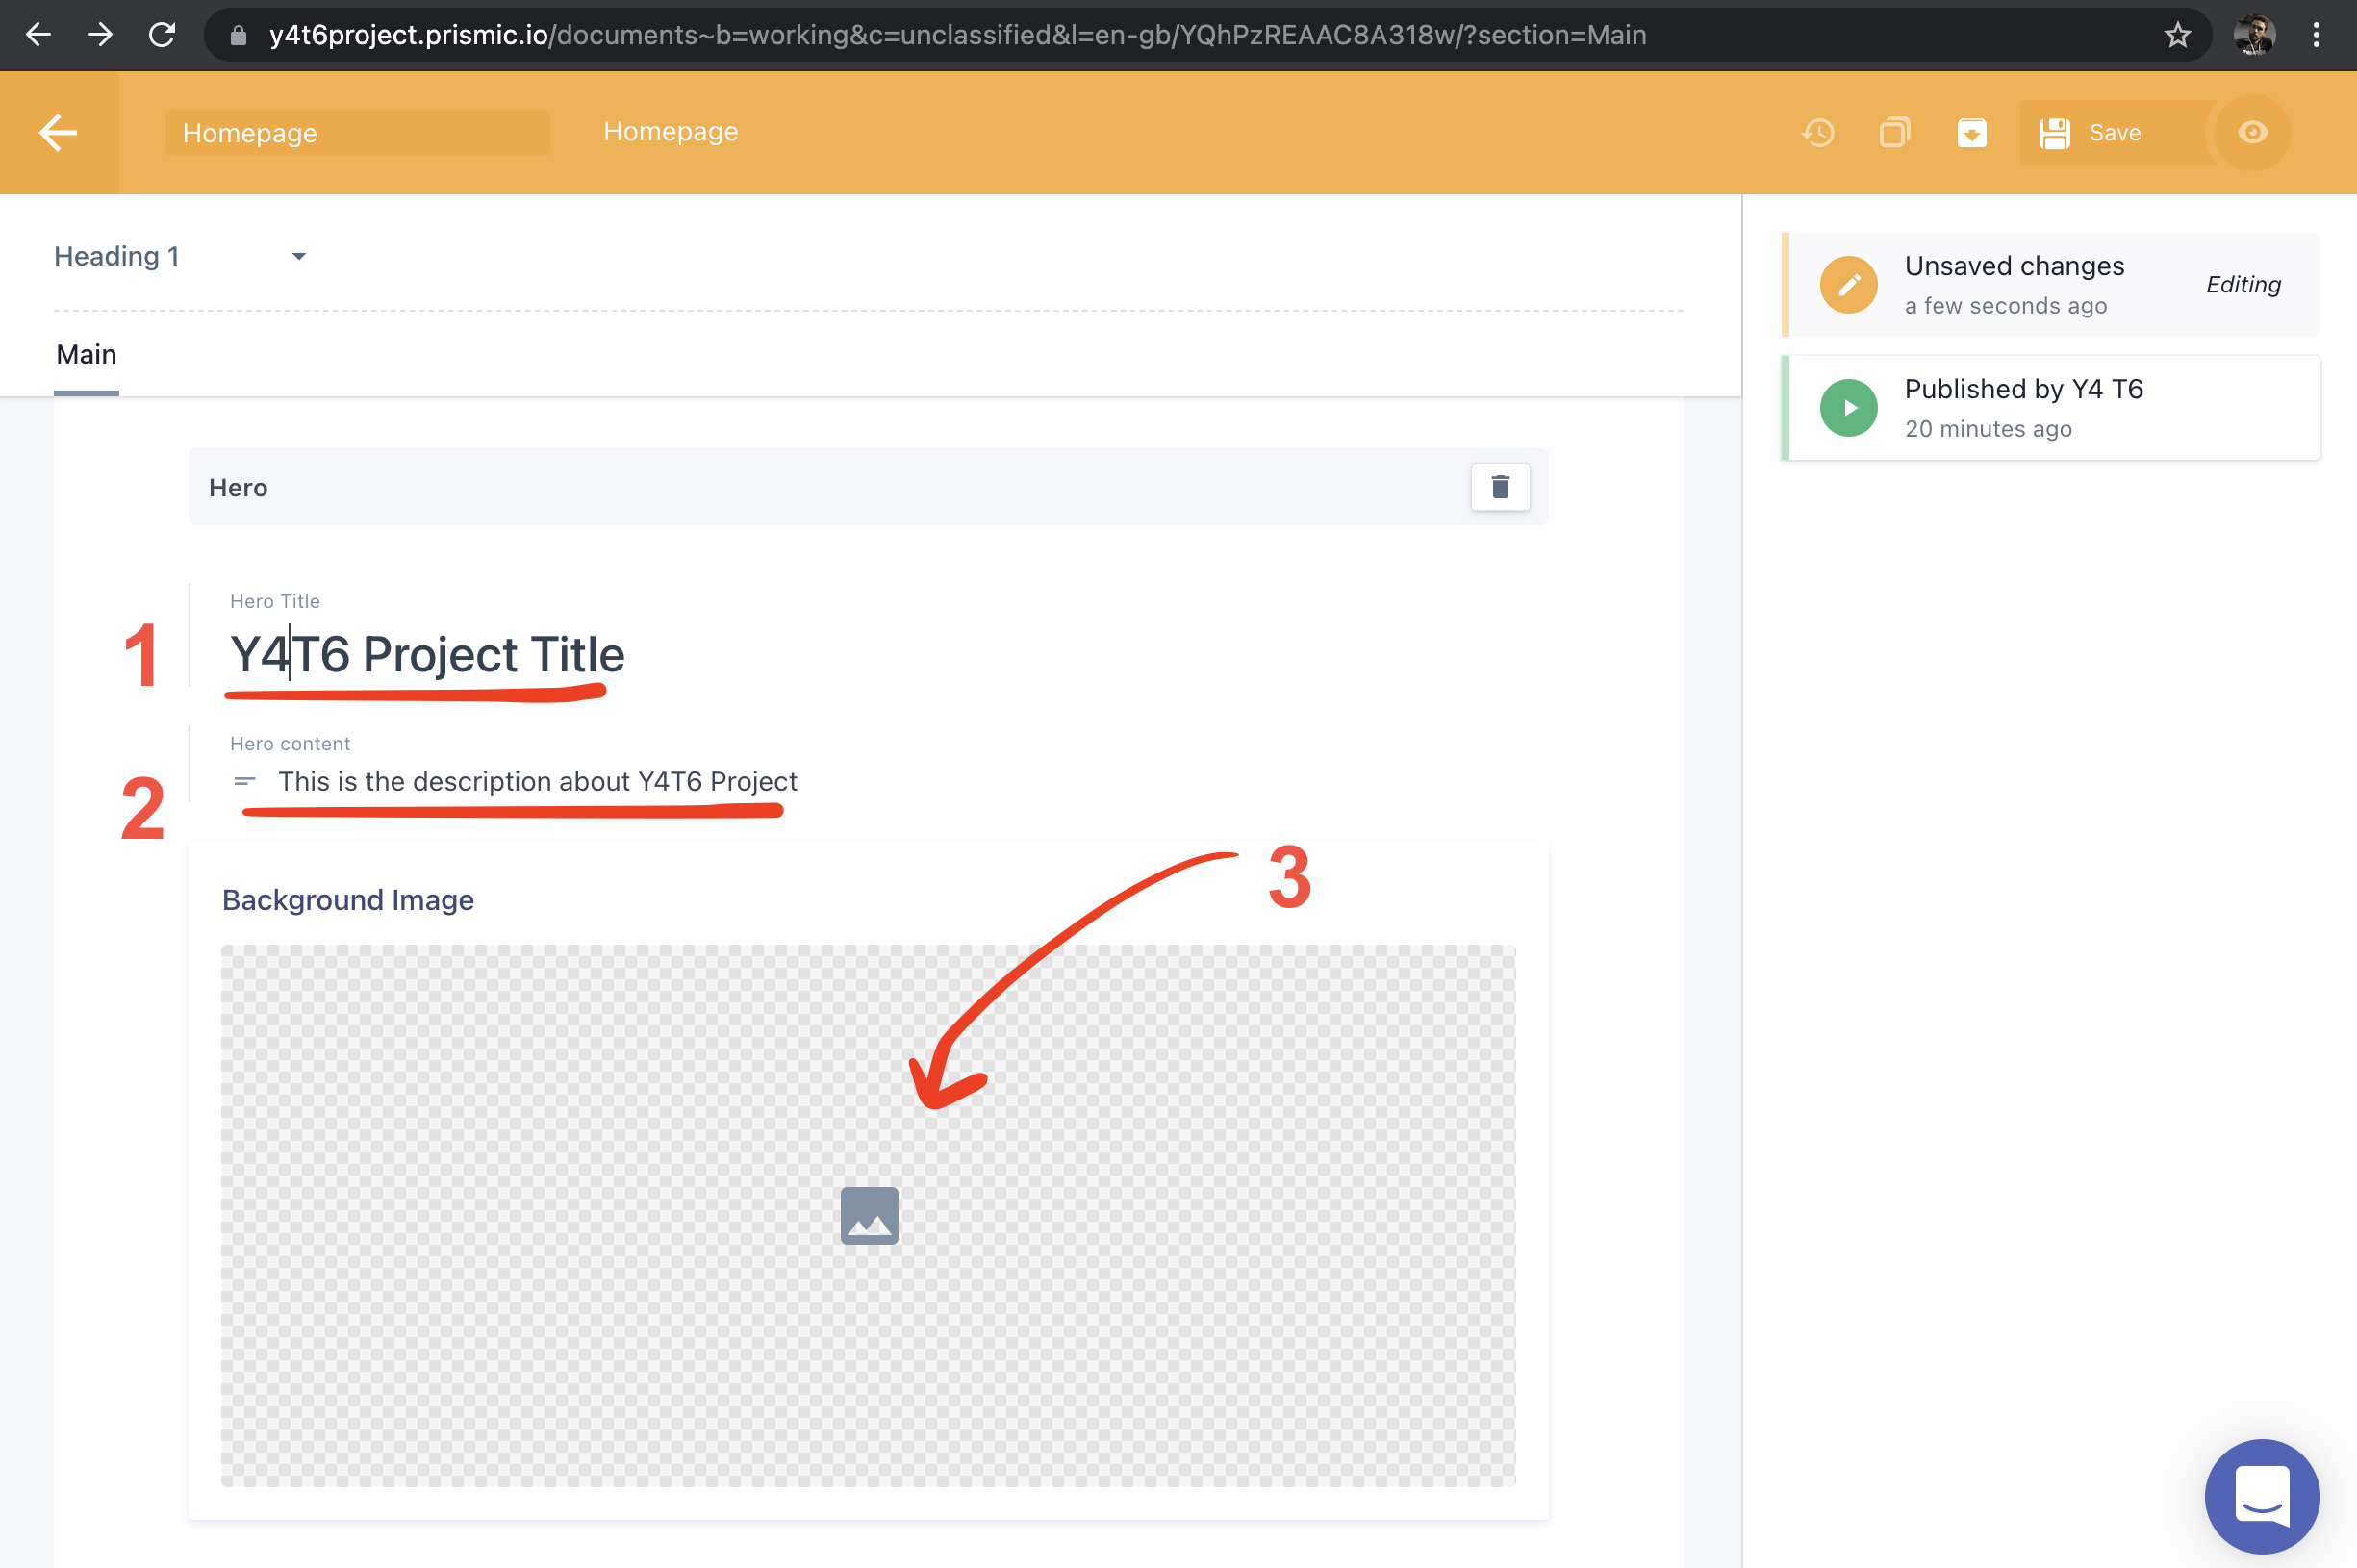 y4t6project.prismic.io/documents~b=working&c=unclassified&l=en-gb/YQhPzREAAC8A318w/?section=Main
Homepage
Homepage
Save
Heading 1
Main
Unsaved changes
a few seconds ago
Editing
Published by Y4 T6
20 minutes ago
Hero
Hero Title
1
Y4T6 Project Title
Hero content
2
This is the description about Y4T6 Project
3
Background Image